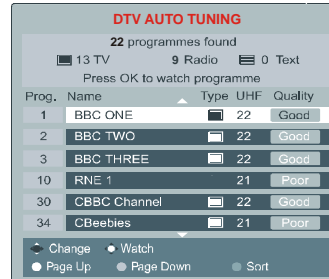 DTV AUTO TUNING
22 programmes found
13 TV 9 Radio 0 Text
Press OK to watch programme
Prog. Name Type UHF Quality
1 BBC ONE 22 Good
2 BBC TWO 22 Good
3 BBC THREE 22 Good
10 RNE 1 21 Poor
30 CBBC Channel 22 Good
34 CBeebies 21 Poor
Change Watch
Page Up Page Down Sort